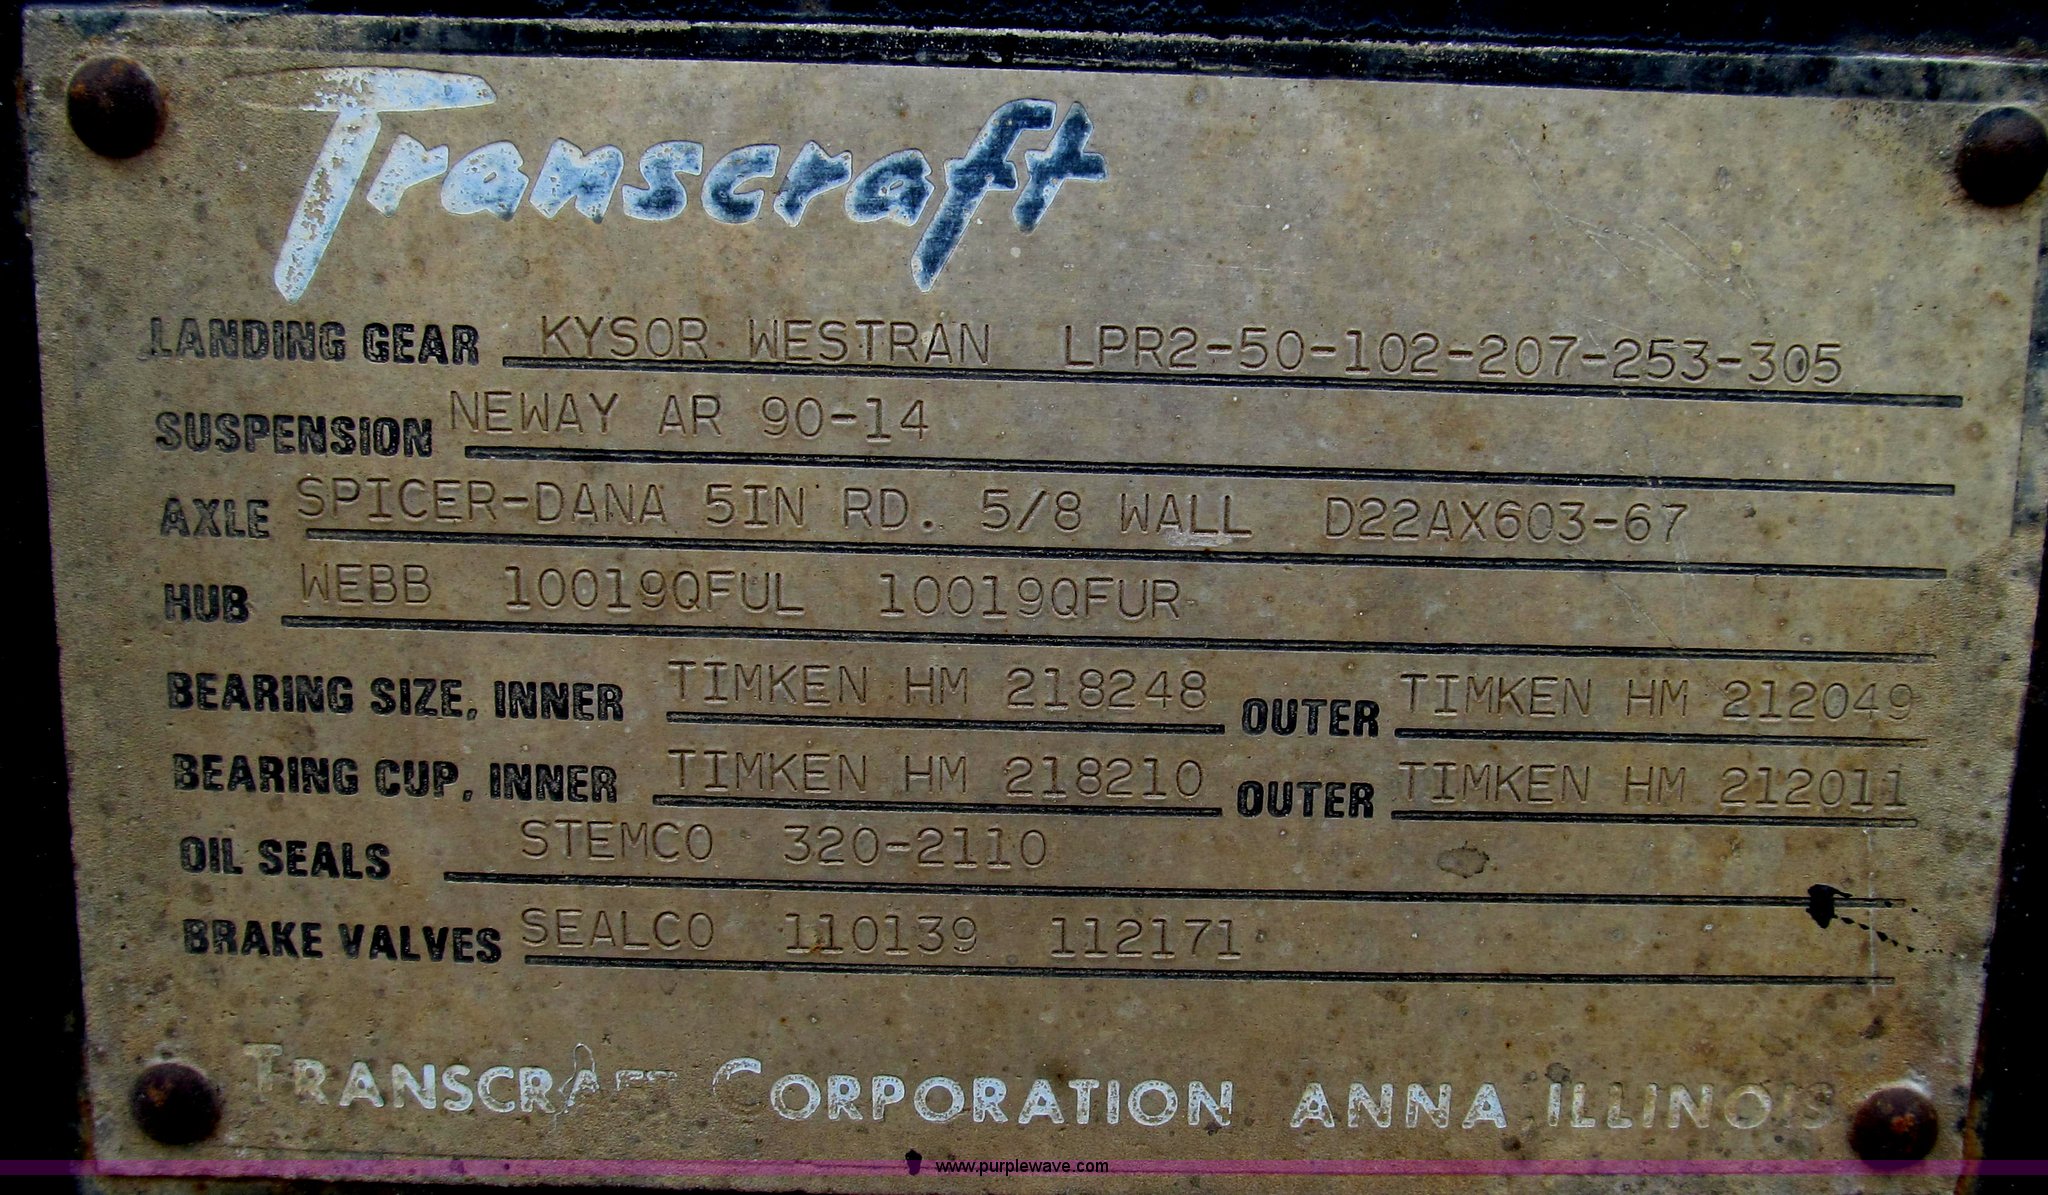 Transcraft
LANDING GEAR KYSOR WESTRAN LPR2-50-102-207-253-305
SUSPENSION NEWAY AR 90-14
AXLE SPICER-DANA 5IN RD. 5/8 WALL D22AX603-67
HUB WEBB 10019QFUL 10019QFUR
BEARING SIZE, INNER TIMKEN HM 218248 OUTER TIMKEN HM 212049
BEARING CUP, INNER TIMKEN HM 218210 OUTER TIMKEN HM 212011
OIL SEALS STEMCO 320-2110
BRAKE VALVES SEALCO 110139 112171
TRANSCRAFT CORPORATION ANNA ILLINOIS
www.purplewave.com